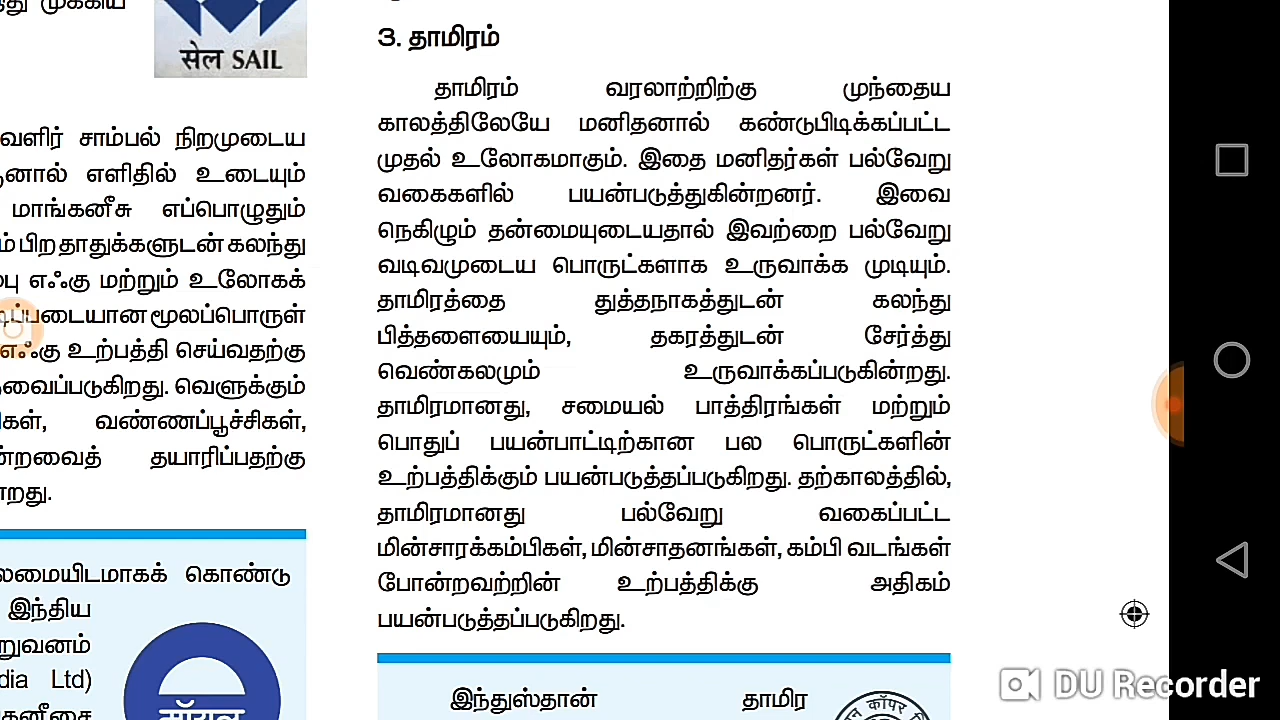 முக்கிய
सेल SAIL
சாம்பல் நிறமுடைய
எளிதில் உடையும்
மாங்கனீசு எப்பொழுதும்
பிற தாதுக்களுடன் கலந்து
எஃகு மற்றும் உலோகக்
மூலப்பொருள்
எஃகு உற்பத்தி செய்வதற்கு
வெளுக்கும்
வண்ணப்பூச்சிகள்,
தயாரிப்பதற்கு
கொண்டு
இந்திய
Ltd)
मॉयल
3. தாமிரம்
தாமிரம் வரலாற்றிற்கு முந்தைய
காலத்திலேயே மனிதனால் கண்டுபிடிக்கப்பட்ட
முதல் உலோகமாகும். இதை மனிதர்கள் பல்வேறு
வகைகளில் பயன்படுத்துகின்றனர். இவை
நெகிழும் தன்மையுடையதால் இவற்றை பல்வேறு
வடிவமுடைய பொருட்களாக உருவாக்க முடியும்.
தாமிரத்தை துத்தநாகத்துடன் கலந்து
பித்தளையையும், தகரத்துடன் சேர்த்து
வெண்கலமும் உருவாக்கப்படுகின்றது.
தாமிரமானது, சமையல் பாத்திரங்கள் மற்றும்
பொதுப் பயன்பாட்டிற்கான பல பொருட்களின்
உற்பத்திக்கும் பயன்படுத்தப்படுகிறது. தற்காலத்தில்,
தாமிரமானது பல்வேறு வகைப்பட்ட
மின்சாரக்கம்பிகள், மின்சாதனங்கள், கம்பி வடங்கள்
போன்றவற்றின் உற்பத்திக்கு அதிகம்
பயன்படுத்தப்படுகிறது.
இந்துஸ்தான் தாமிர
कॉपर
DU Recorder